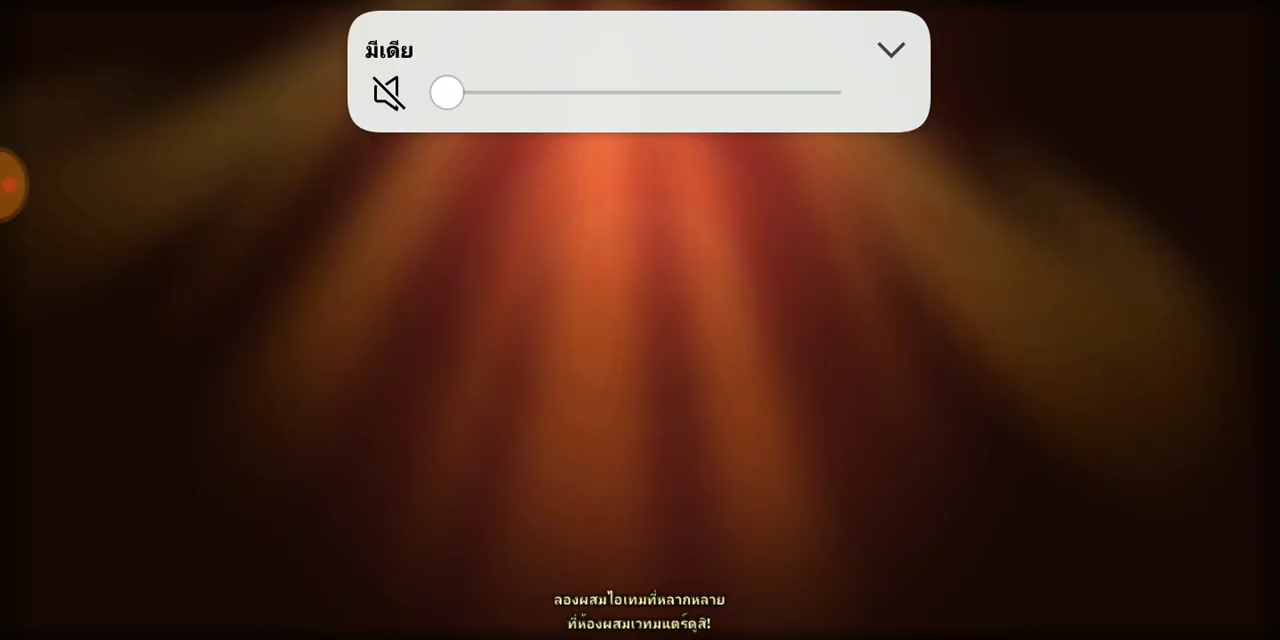 มีเดีย
ลองผสมไอเทมที่หลากหลาย
ที่ห้องผสมเวทมนตร์ดูสิ!